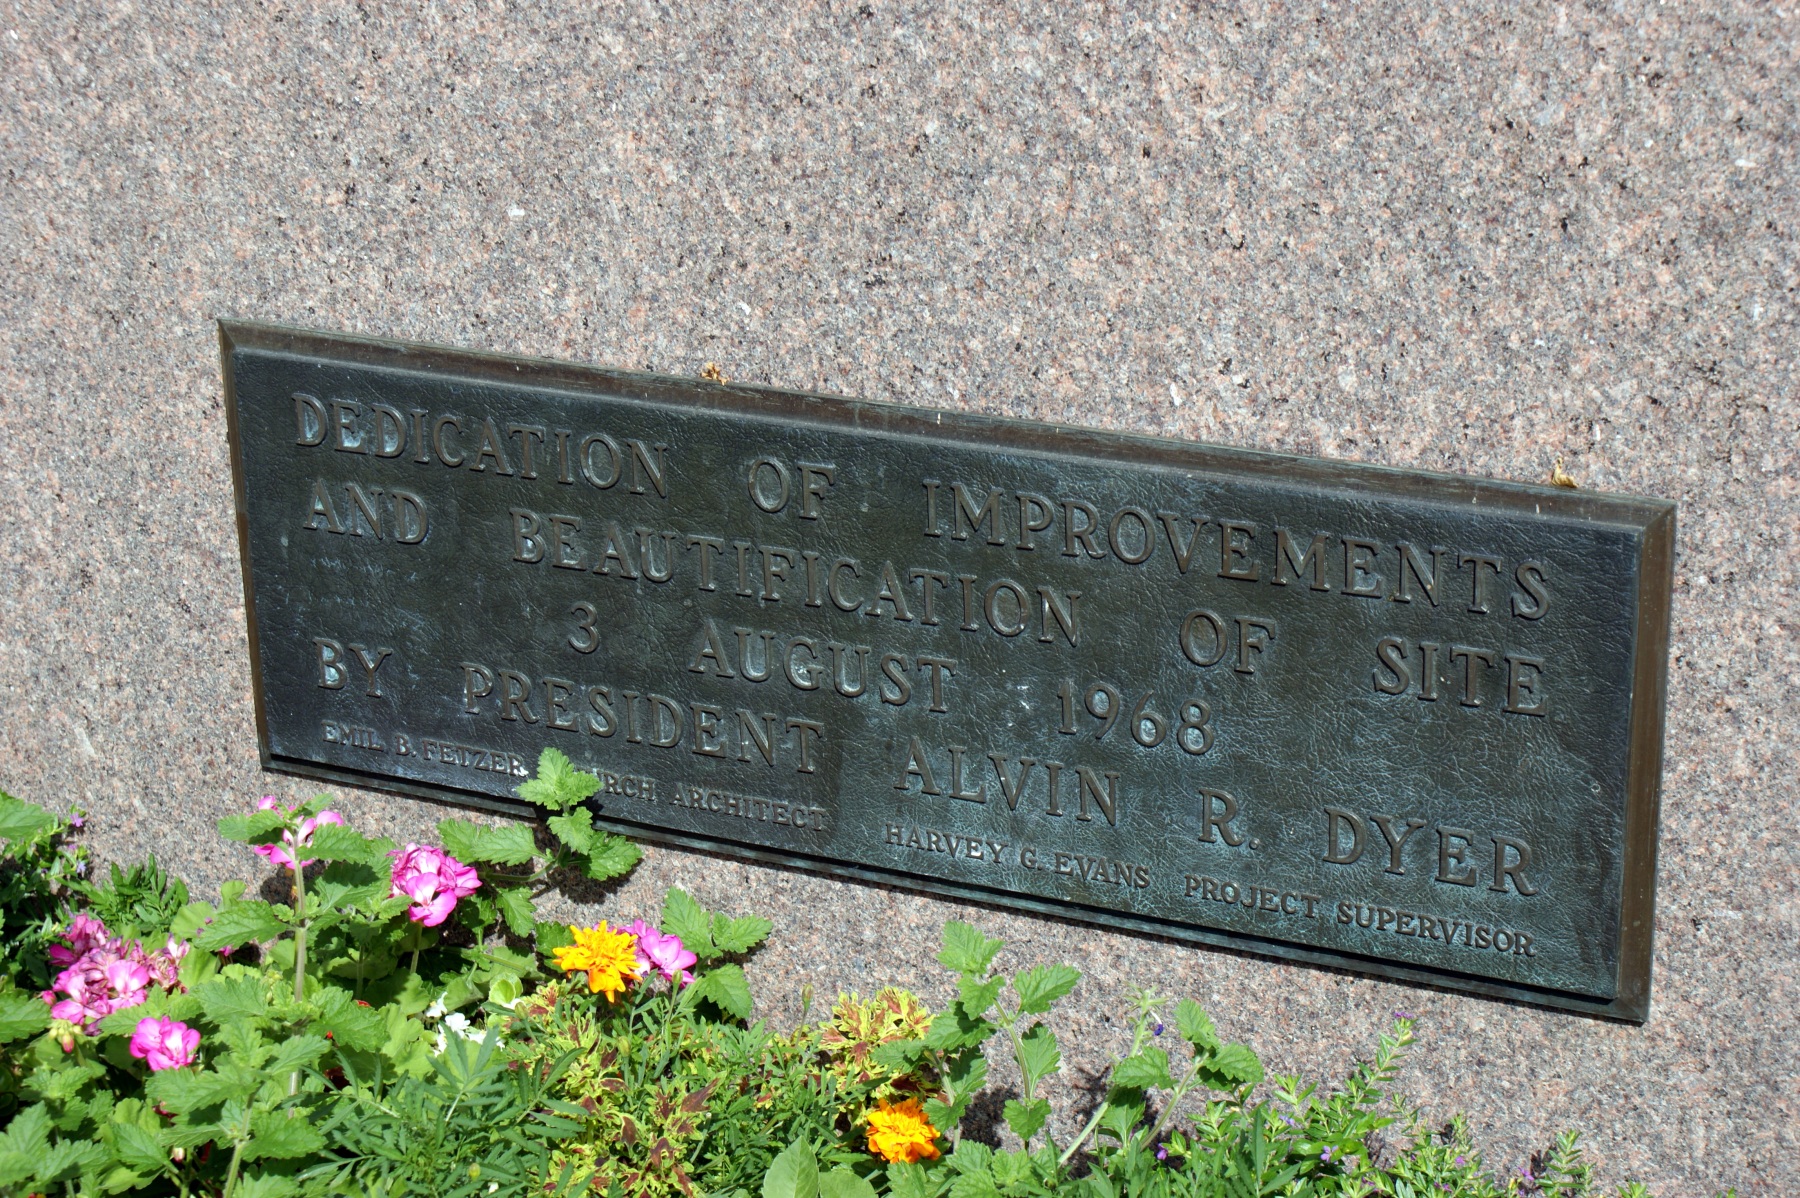 DEDICATION OF IMPROVEMENTS
AND BEAUTIFICATION OF SITE
3 AUGUST 1968
BY PRESIDENT ALVIN R. DYER
EMIL B. FETZER ARCHITECT HARVEY G. EVANS PROJECT SUPERVISOR